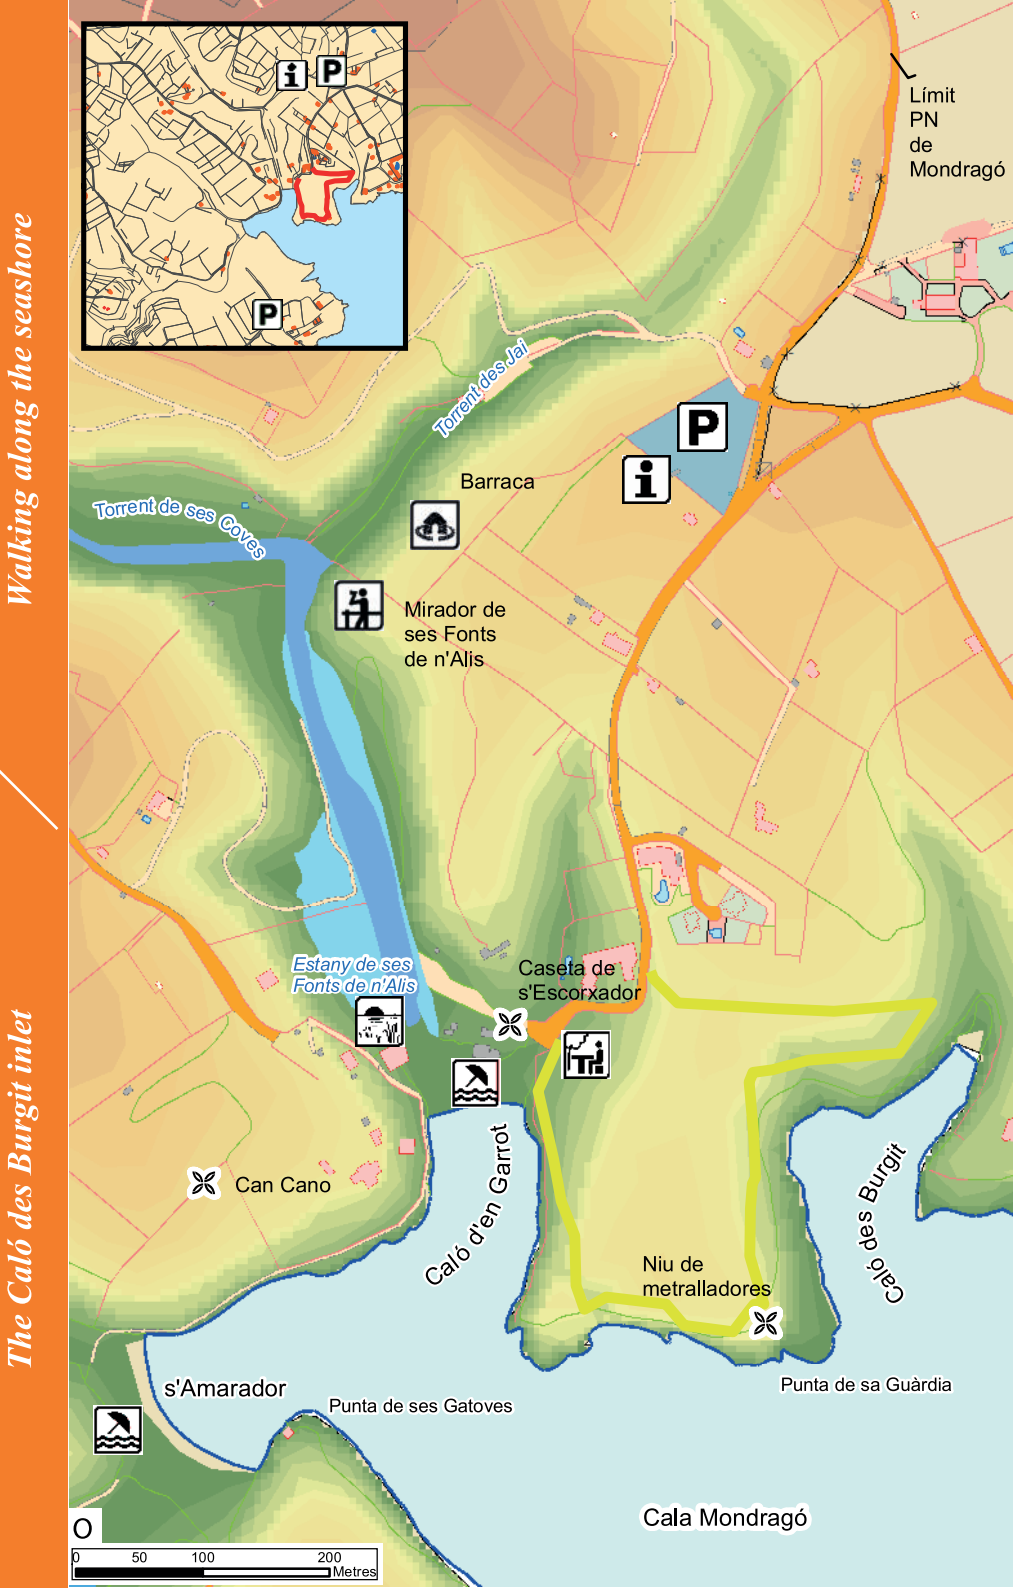 Walking along the seashore
The Caló des Burgit inlet
i P
P
Límit
PN
de
Mondragó
Torrent des Jai
P
i
Barraca
Torrent de ses Coves
Mirador de
ses Fonts
de n'Alis
Estany de ses
Fonts de n'Alis
Caseta de
s'Escorxador
Caló d'en Garrot
Caló des Burgit
Can Cano
Niu de
metralladores
s'Amarador
Punta de ses Gatoves
Punta de sa Guàrdia
Cala Mondragó
O
0 50 100 200
Metres